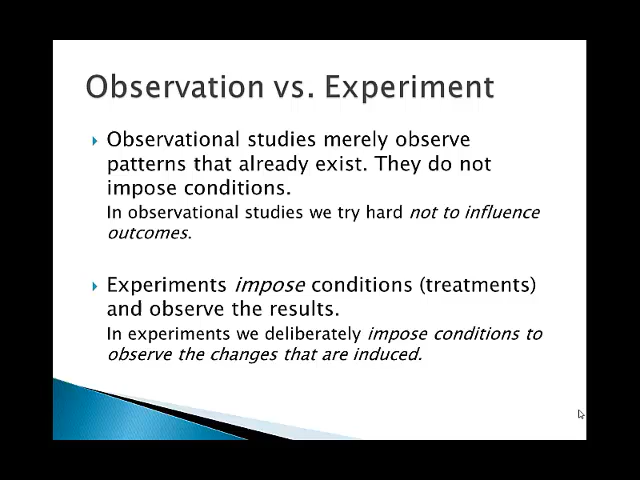 Observation vs. Experiment
Observational studies merely observe
patterns that already exist. They do not
impose conditions.
In observational studies we try hard not to influence
outcomes.
Experiments impose conditions (treatments)
and observe the results.
In experiments we deliberately impose conditions to
observe the changes that are induced.